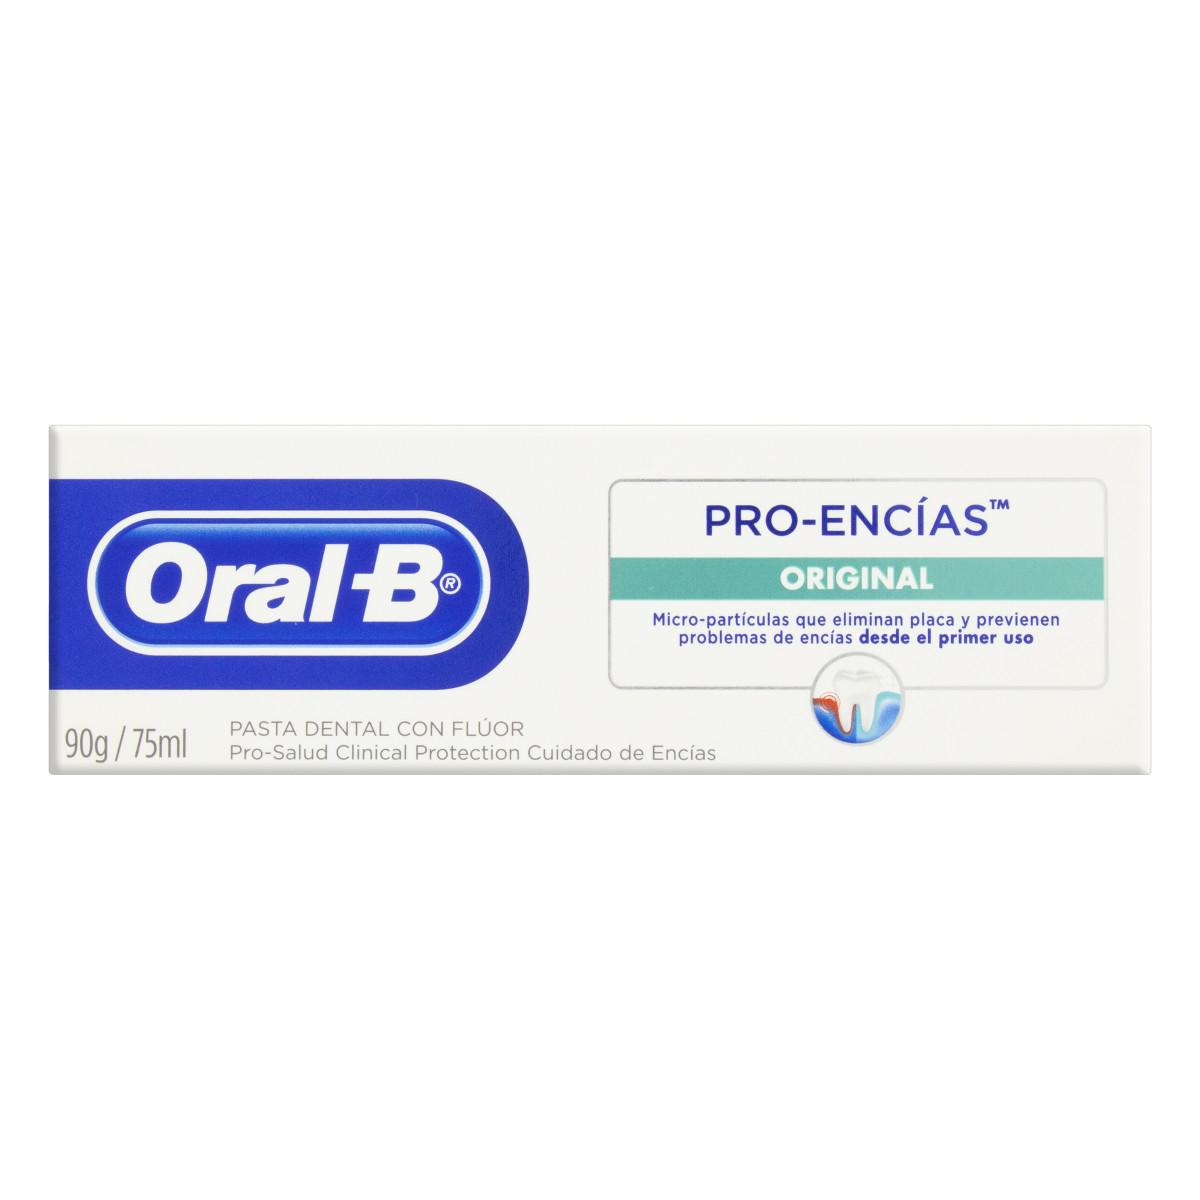 Oral-B®
PRO-ENCÍAS™
ORIGINAL
Micro-partículas que eliminan placa y previenen
problemas de encías desde el primer uso
90g / 75ml
PASTA DENTAL CON FLÚOR
Pro-Salud Clinical Protection Cuidado de Encías